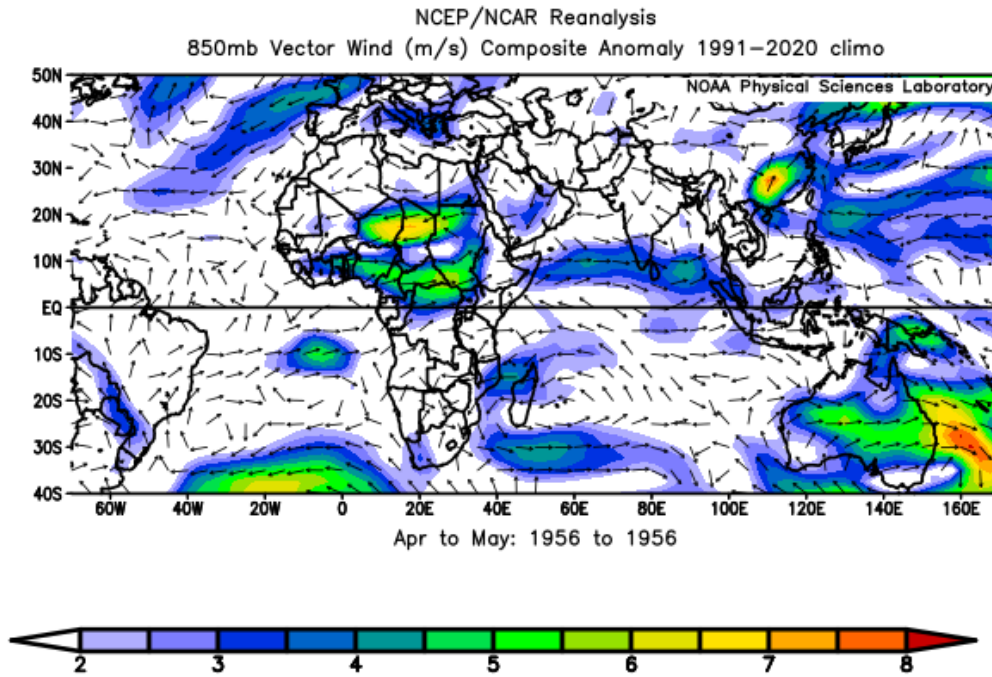 NCEP/NCAR Reanalysis
850mb Vector Wind (m/s) Composite Anomaly 1991−2020 climo
NOAA Physical Sciences Laboratory
50N
40N
30N
20N
10N
EQ
10S
20S
30S
40S
60W 40W 20W 0 20E 40E 60E 80E 100E 120E 140E 160E
Apr to May: 1956 to 1956
2 3 4 5 6 7 8